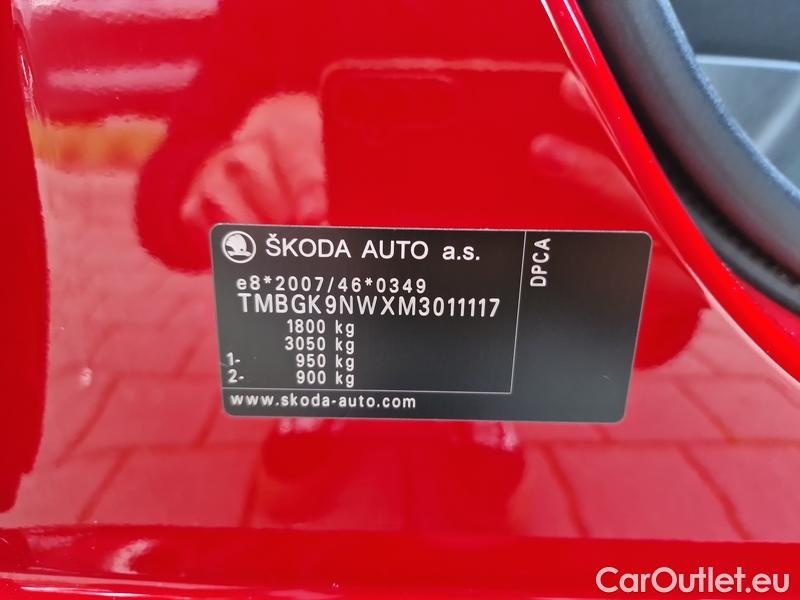 ŠKODA AUTO a.s.
e8*2007/46*0349
TMBGK9NWXM3011117
1800 kg
3050 kg
1- 950 kg
2- 900 kg
www.skoda-auto.com
DPCA
CarOutlet.eu